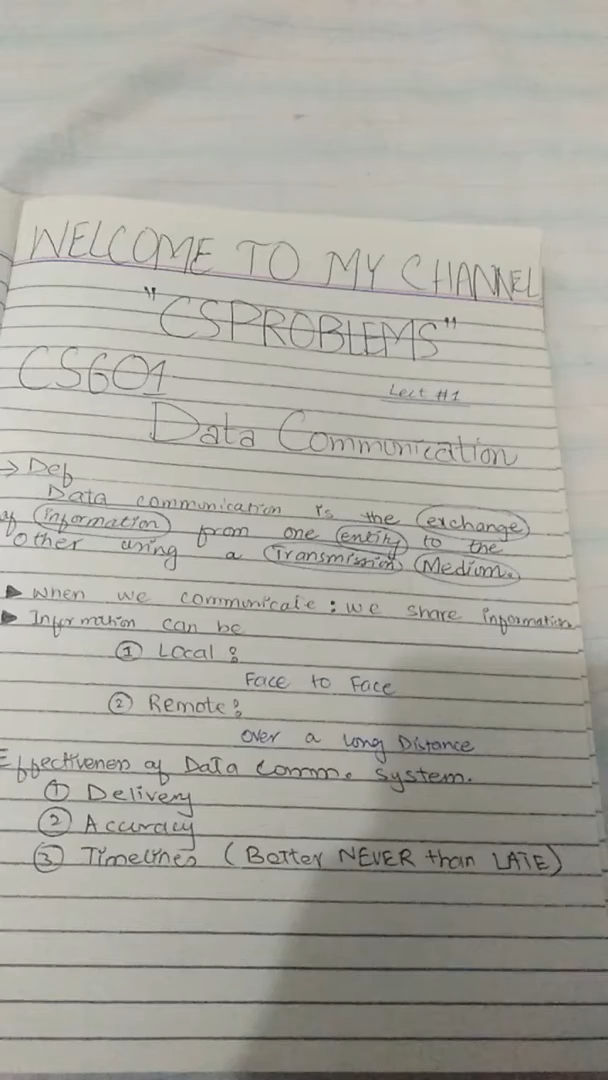 WELCOME TO MY CHANNEL
"CSPROBLEMS"
CS601
Lect #1
Data Communication
→ Def
Data communication is the exchange
of information from one entity to the
other using a Transmission Medium.
▶ When we communicate : we share information
▶ Information can be
① Local :
Face to Face
② Remote :
over a long Distance
Effectivenes of Data Comm. System.
① Delivery
② Accuracy
③ Timelines (Better NEVER than LATE)